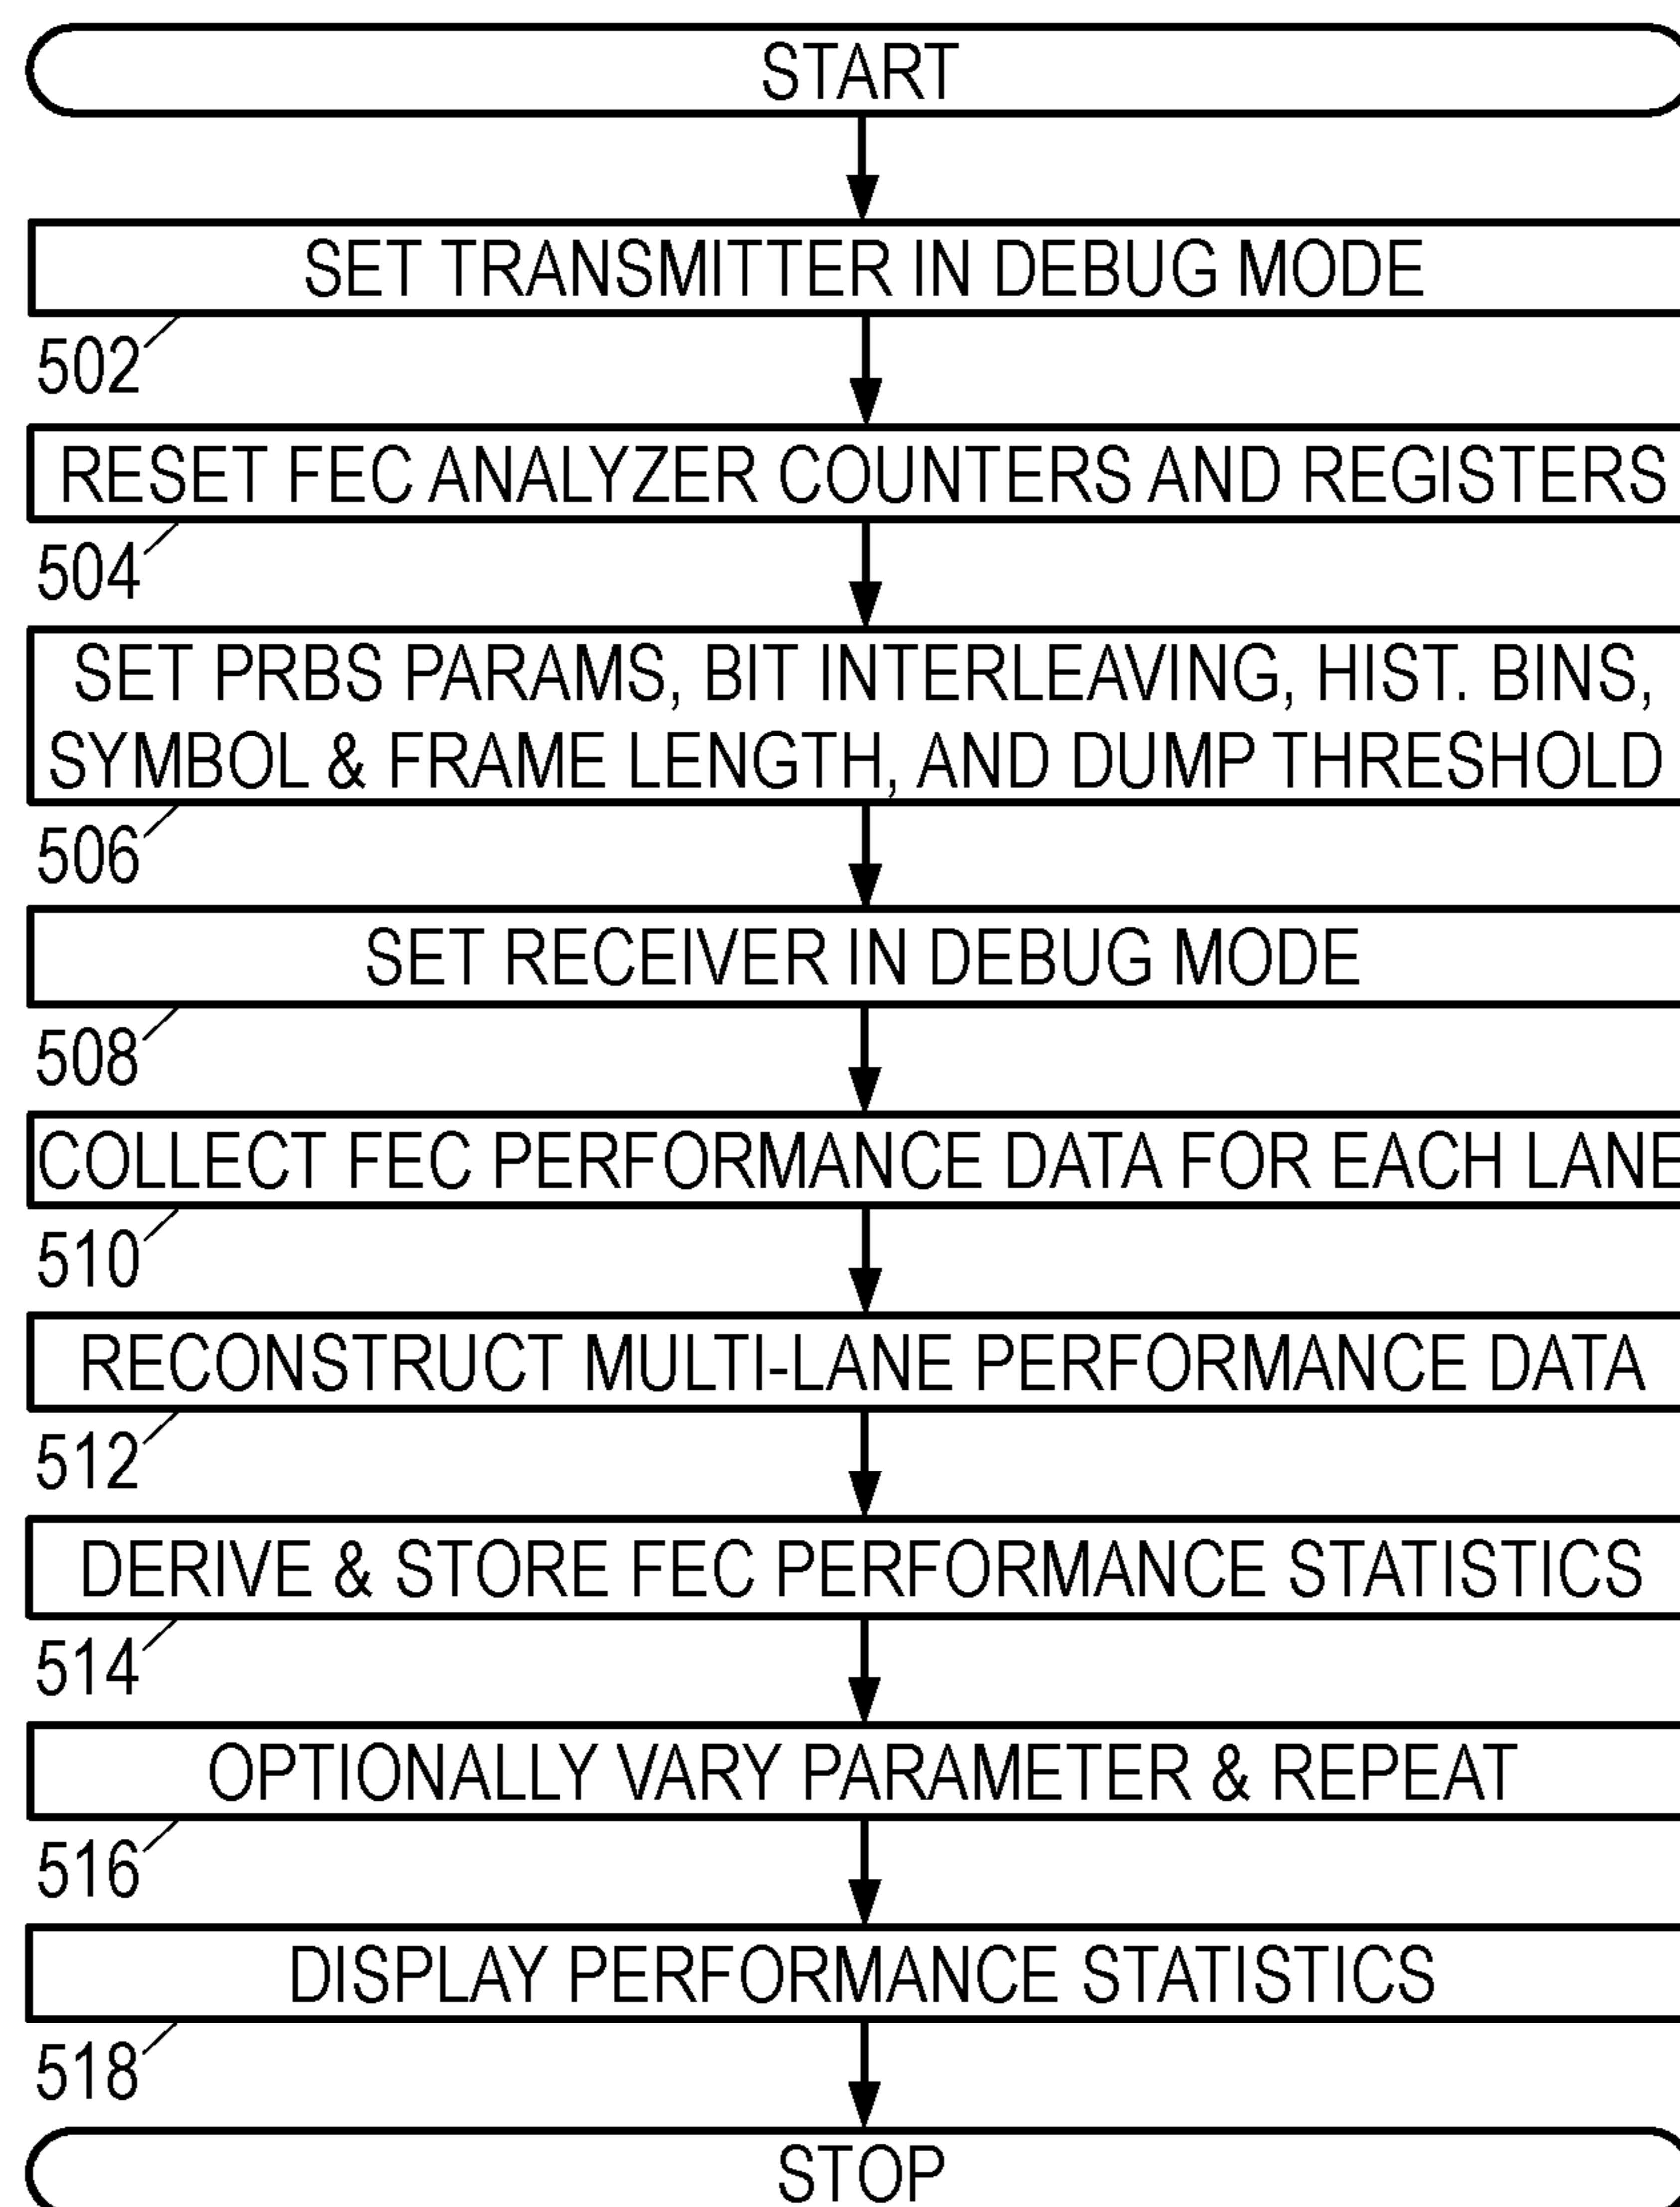 START
SET TRANSMITTER IN DEBUG MODE
502
RESET FEC ANALYZER COUNTERS AND REGISTERS
504
SET PRBS PARAMS, BIT INTERLEAVING, HIST. BINS,
SYMBOL & FRAME LENGTH, AND DUMP THRESHOLD
506
SET RECEIVER IN DEBUG MODE
508
COLLECT FEC PERFORMANCE DATA FOR EACH LANE
510
RECONSTRUCT MULTI-LANE PERFORMANCE DATA
512
DERIVE & STORE FEC PERFORMANCE STATISTICS
514
OPTIONALLY VARY PARAMETER & REPEAT
516
DISPLAY PERFORMANCE STATISTICS
518
STOP